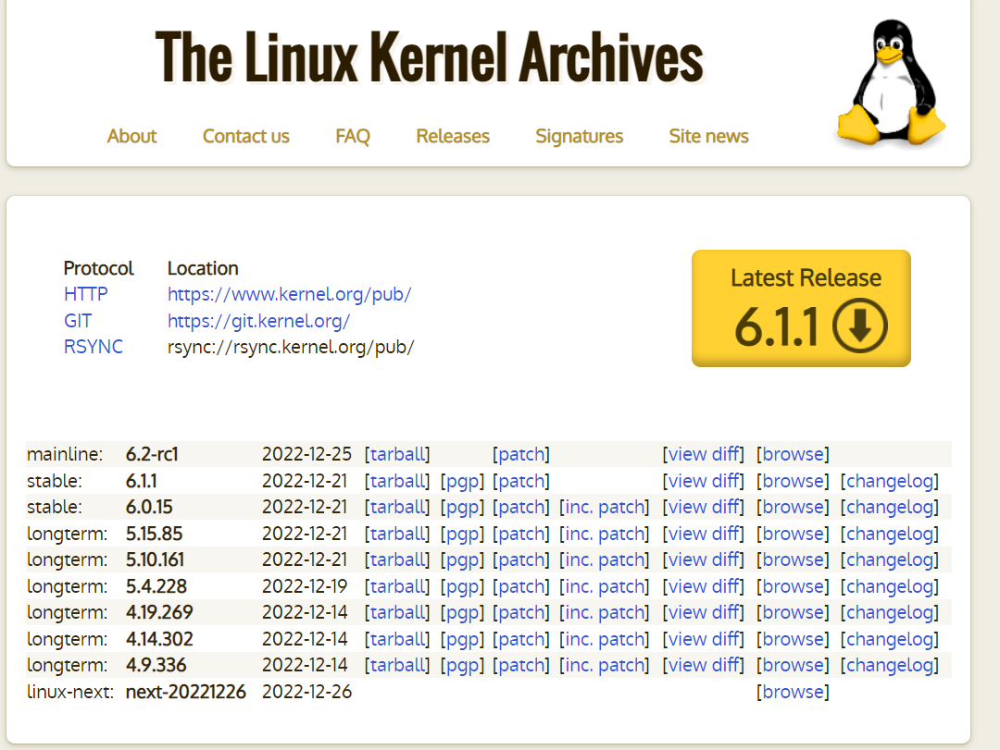 The Linux Kernel Archives
About Contact us FAQ Releases Signatures Site news
Protocol Location
HTTP https://www.kernel.org/pub/
GIT https://git.kernel.org/
RSYNC rsync://rsync.kernel.org/pub/
Latest Release
6.1.1
mainline: 6.2-rc1 2022-12-25 [tarball] [patch] [view diff] [browse]
stable: 6.1.1 2022-12-21 [tarball] [pgp] [patch] [view diff] [browse] [changelog]
stable: 6.0.15 2022-12-21 [tarball] [pgp] [patch] [inc. patch] [view diff] [browse] [changelog]
longterm: 5.15.85 2022-12-21 [tarball] [pgp] [patch] [inc. patch] [view diff] [browse] [changelog]
longterm: 5.10.161 2022-12-21 [tarball] [pgp] [patch] [inc. patch] [view diff] [browse] [changelog]
longterm: 5.4.228 2022-12-19 [tarball] [pgp] [patch] [inc. patch] [view diff] [browse] [changelog]
longterm: 4.19.269 2022-12-14 [tarball] [pgp] [patch] [inc. patch] [view diff] [browse] [changelog]
longterm: 4.14.302 2022-12-14 [tarball] [pgp] [patch] [inc. patch] [view diff] [browse] [changelog]
longterm: 4.9.336 2022-12-14 [tarball] [pgp] [patch] [inc. patch] [view diff] [browse] [changelog]
linux-next: next-20221226 2022-12-26 [browse]